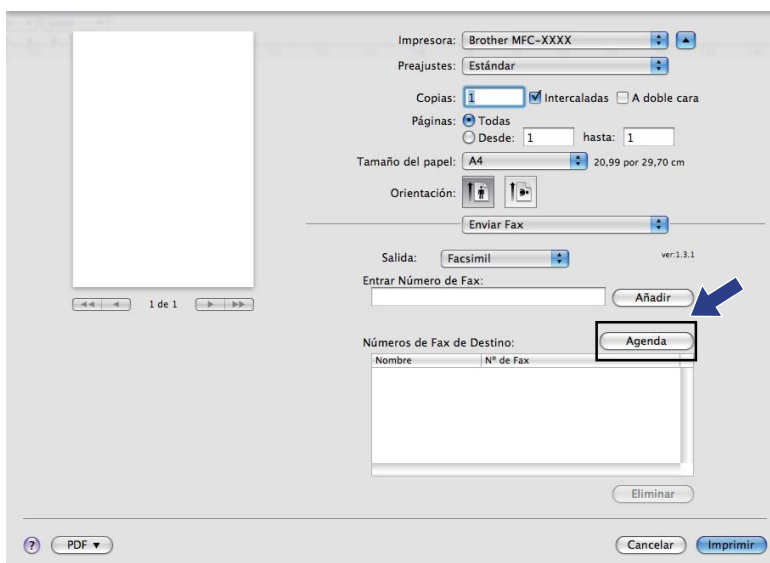 Impresora: Brother MFC-XXXX
Preajustes: Estándar
Copias: 1 Intercaladas A doble cara
Páginas: Todas
Desde: 1 hasta: 1
Tamaño del papel: A4 20,99 por 29,70 cm
Orientación:
Enviar Fax
Salida: Facsimil ver:1.3.1
Entrar Número de Fax:
Añadir
1 de 1
Números de Fax de Destino: Agenda
Nombre Nº de Fax
Eliminar
? PDF Cancelar Imprimir